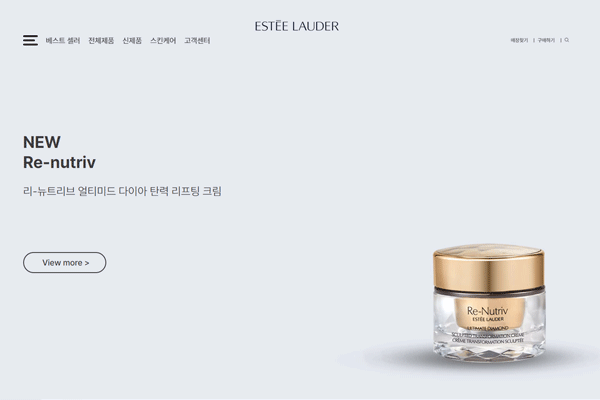 ESTĒE LAUDER
베스트 셀러 전체제품 신제품 스킨케어 고객센터
매장찾기 | 구매하기 |
NEW
Re-nutriv
리-뉴트리브 얼티미드 다이아 탄력 리프팅 크림
View more >
Re-Nutriv
ESTĒE LAUDER
ULTIMATE DIAMOND
SCULPTED TRANSFORMATION CREME
CRÈME TRANSFORMATION SCULPTÉE